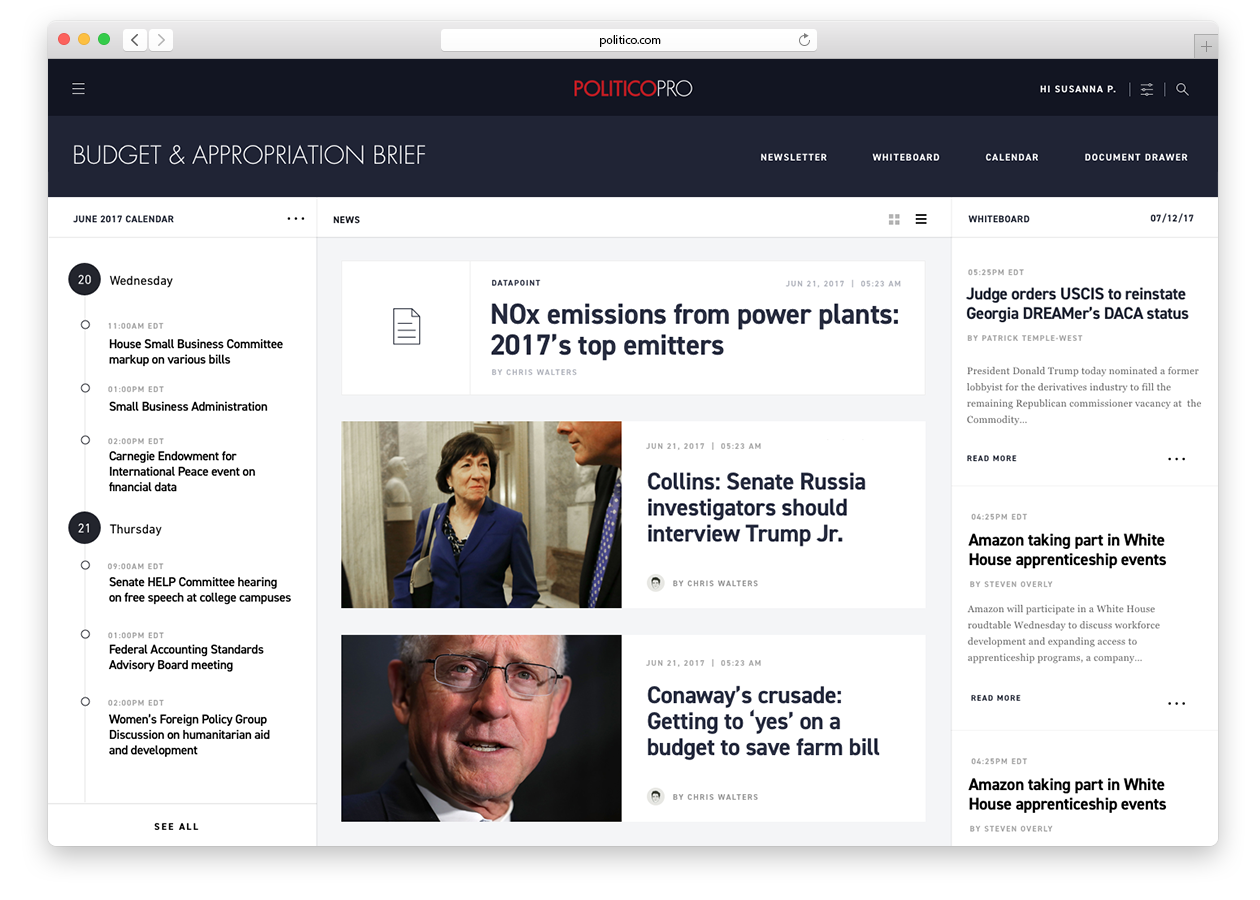 politico.com
POLITICOPRO
HI SUSANNA P.
BUDGET & APPROPRIATION BRIEF
NEWSLETTER
WHITEBOARD
CALENDAR
DOCUMENT DRAWER
JUNE 2017 CALENDAR
20
Wednesday
11:00AM EDT
House Small Business Committee
markup on various bills
01:00PM EDT
Small Business Administration
02:00PM EDT
Carnegie Endowment for
International Peace event on
financial data
21
Thursday
09:00AM EDT
Senate HELP Committee hearing
on free speech at college campuses
01:00PM EDT
Federal Accounting Standards
Advisory Board meeting
02:00PM EDT
Women's Foreign Policy Group
Discussion on humanitarian aid
and development
SEE ALL
NEWS
DATAPOINT
JUN 21, 2017 | 05:23 AM
NOx emissions from power plants:
2017's top emitters
BY CHRIS WALTERS
JUN 21, 2017 | 05:23 AM
Collins: Senate Russia
investigators should
interview Trump Jr.
BY CHRIS WALTERS
JUN 21, 2017 | 05:23 AM
Conaway's crusade:
Getting to 'yes' on a
budget to save farm bill
BY CHRIS WALTERS
WHITEBOARD
07/12/17
05:25PM EDT
Judge orders USCIS to reinstate
Georgia DREAMer's DACA status
BY PATRICK TEMPLE-WEST
President Donald Trump today nominated a former
lobbyist for the derivatives industry to fill the
remaining Republican commissioner vacancy at the
Commodity...
READ MORE
04:25PM EDT
Amazon taking part in White
House apprenticeship events
BY STEVEN OVERLY
Amazon will participate in a White House
roundtable Wednesday to discuss workforce
development and expanding access to
apprenticeship programs, a company...
READ MORE
04:25PM EDT
Amazon taking part in White
House apprenticeship events
BY STEVEN OVERLY